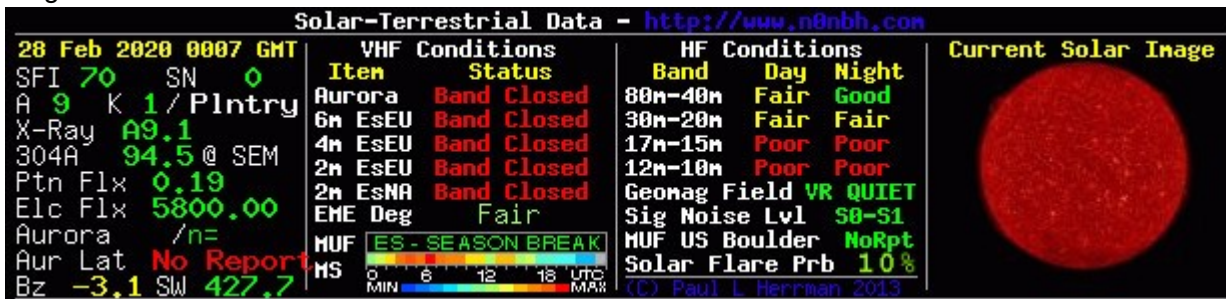 Solar-Terrestrial Data - http://www.n0nbh.com
28 Feb 2020 0007 GMT
SFI 70 SN 0
A 9 K 1 / Plntry
X-Ray A9.1
304A 94.5 @ SEM
Ptn Flx 0.19
Elc Flx 5800.00
Aurora /n=
Aur Lat No Report
Bz -3.1 SW 427.7
VHF Conditions
Item Status
Aurora Band Closed
6m EsEU Band Closed
4m EsEU Band Closed
2m EsEU Band Closed
2m EsNA Band Closed
EME Deg Fair
MUF ES - SEASON BREAK
MS 0 6 12 18 UTC
MIN MAX
HF Conditions
Band Day Night
80m-40m Fair Good
30m-20m Fair Fair
17m-15m Poor Poor
12m-10m Poor Poor
Geomag Field VR QUIET
Sig Noise Lvl S0-S1
MUF US Boulder NoRpt
Solar Flare Prb 10%
(C) Paul L Herrman 2013
Current Solar Image